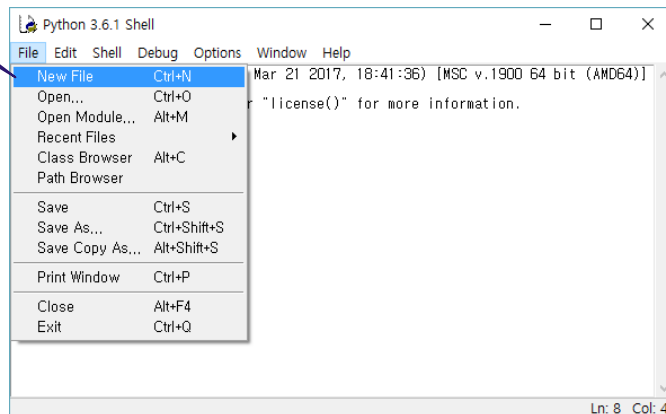 Python 3.6.1 Shell
File Edit Shell Debug Options Window Help
New File Ctrl+N
Mar 21 2017, 18:41:36) [MSC v.1900 64 bit (AMD64)]
Open... Ctrl+O
"license()" for more information.
Open Module... Alt+M
Recent Files
Class Browser Alt+C
Path Browser
Save Ctrl+S
Save As... Ctrl+Shift+S
Save Copy As... Alt+Shift+S
Print Window Ctrl+P
Close Alt+F4
Exit Ctrl+Q
Ln: 8 Col: 4